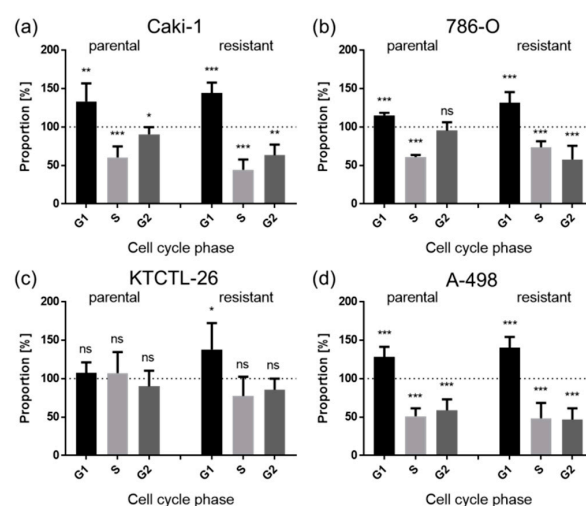 (a)
Caki-1
parental
resistant
Proportion [%]
200
150
100
50
0
**
***
*
***
***
**
G1
S
G2
G1
S
G2
Cell cycle phase
(b)
786-O
parental
resistant
Proportion [%]
200
150
100
50
0
***
***
ns
***
***
***
G1
S
G2
G1
S
G2
Cell cycle phase
(c)
KTCTL-26
parental
resistant
Proportion [%]
200
150
100
50
0
ns
ns
ns
*
ns
ns
G1
S
G2
G1
S
G2
Cell cycle phase
(d)
A-498
parental
resistant
Proportion [%]
200
150
100
50
0
***
***
***
***
***
***
G1
S
G2
G1
S
G2
Cell cycle phase